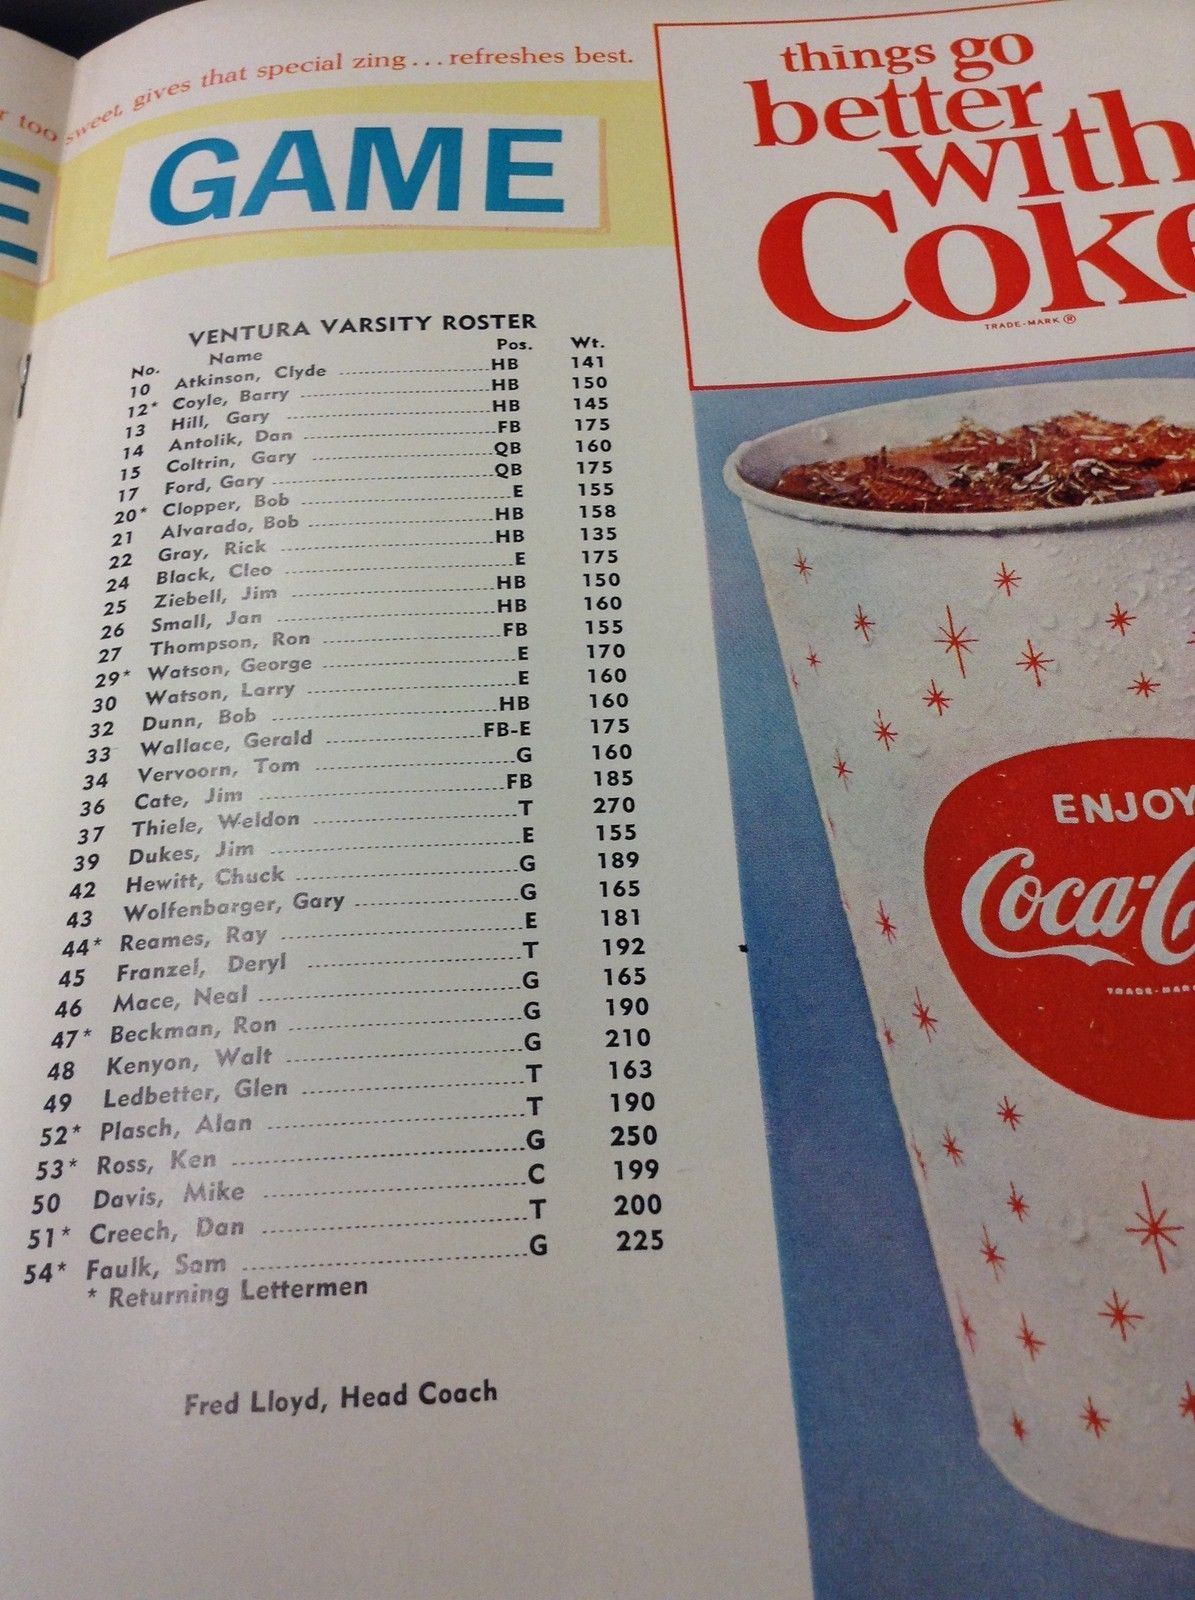 r too sweet, gives that special zing...refreshes best.
E GAME
VENTURA VARSITY ROSTER
No. Name Pos. Wt.
10 Atkinson, Clyde HB 141
12* Coyle, Barry HB 150
13 Hill, Gary HB 145
14 Antolik, Dan FB 175
15 Coltrin, Gary QB 160
17 Ford, Gary QB 175
20* Clopper, Bob E 155
21 Alvarado, Bob HB 158
22 Gray, Rick HB 135
24 Black, Cleo E 175
25 Ziebell, Jim HB 150
26 Small, Jan HB 160
27 Thompson, Ron FB 155
29* Watson, George E 170
30 Watson, Larry E 160
32 Dunn, Bob HB 160
33 Wallace, Gerald FB-E 175
34 Vervoorn, Tom G 160
36 Cate, Jim FB 185
37 Thiele, Weldon T 270
39 Dukes, Jim E 155
42 Hewitt, Chuck G 189
43 Wolfenbarger, Gary G 165
44* Reames, Ray E 181
45 Franzel, Deryl T 192
46 Mace, Neal G 165
47* Beckman, Ron G 190
48 Kenyon, Walt G 210
49 Ledbetter, Glen T 163
52* Plasch, Alan T 190
53* Ross, Ken G 250
50 Davis, Mike C 199
51* Creech, Dan T 200
54* Faulk, Sam G 225
* Returning Lettermen
Fred Lloyd, Head Coach
things go
better
with
Coke
TRADE-MARK ®
ENJOY
Coca-C
TRADE-MAR